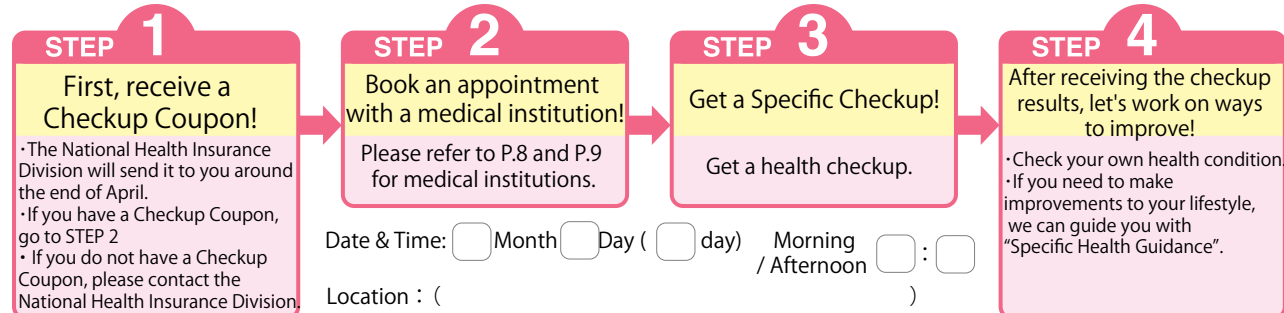 STEP 1
First, receive a
Checkup Coupon!
・The National Health Insurance
Division will send it to you around
the end of April.
・If you have a Checkup Coupon,
go to STEP 2
・ If you do not have a Checkup
Coupon, please contact the
National Health Insurance Division.
STEP 2
Book an appointment
with a medical institution!
Please refer to P.8 and P.9
for medical institutions.
STEP 3
Get a Specific Checkup!
Get a health checkup.
Date & Time: Month Day ( day) Morning
/ Afternoon :
Location：( )
STEP 4
After receiving the checkup
results, let's work on ways
to improve!
・Check your own health condition.
・If you need to make
improvements to your lifestyle,
we can guide you with
“Specific Health Guidance”.